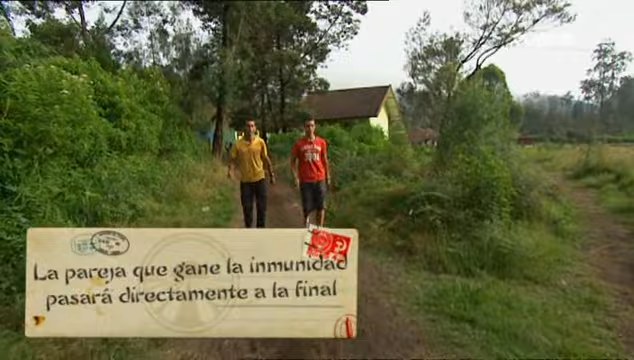 La pareja que gane la inmunidad
pasará directamente a la final